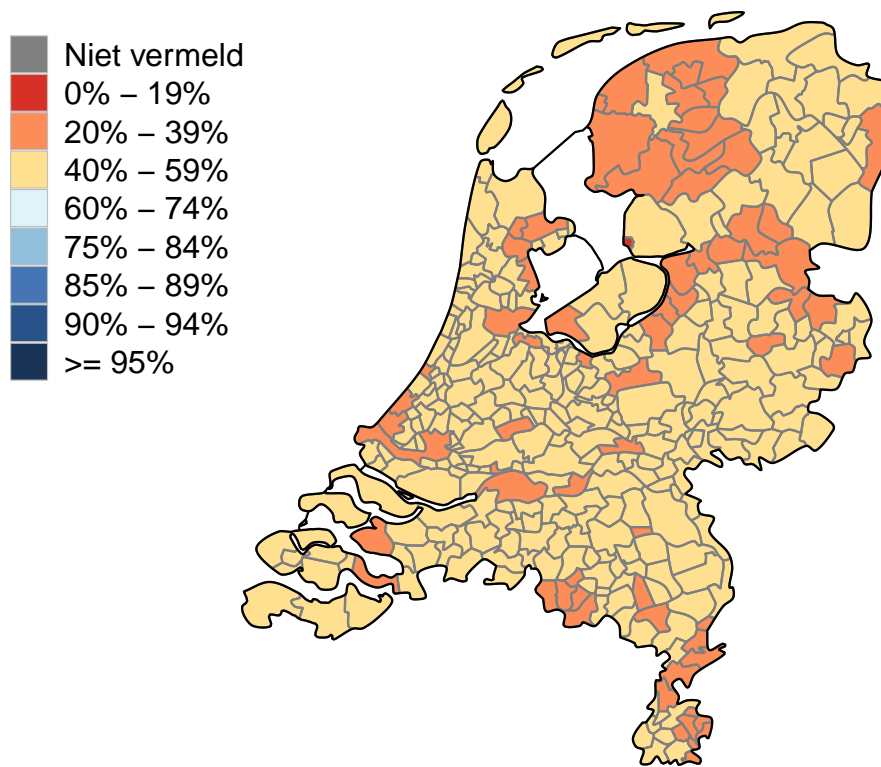 Niet vermeld
0% – 19%
20% – 39%
40% – 59%
60% – 74%
75% – 84%
85% – 89%
90% – 94%
>= 95%